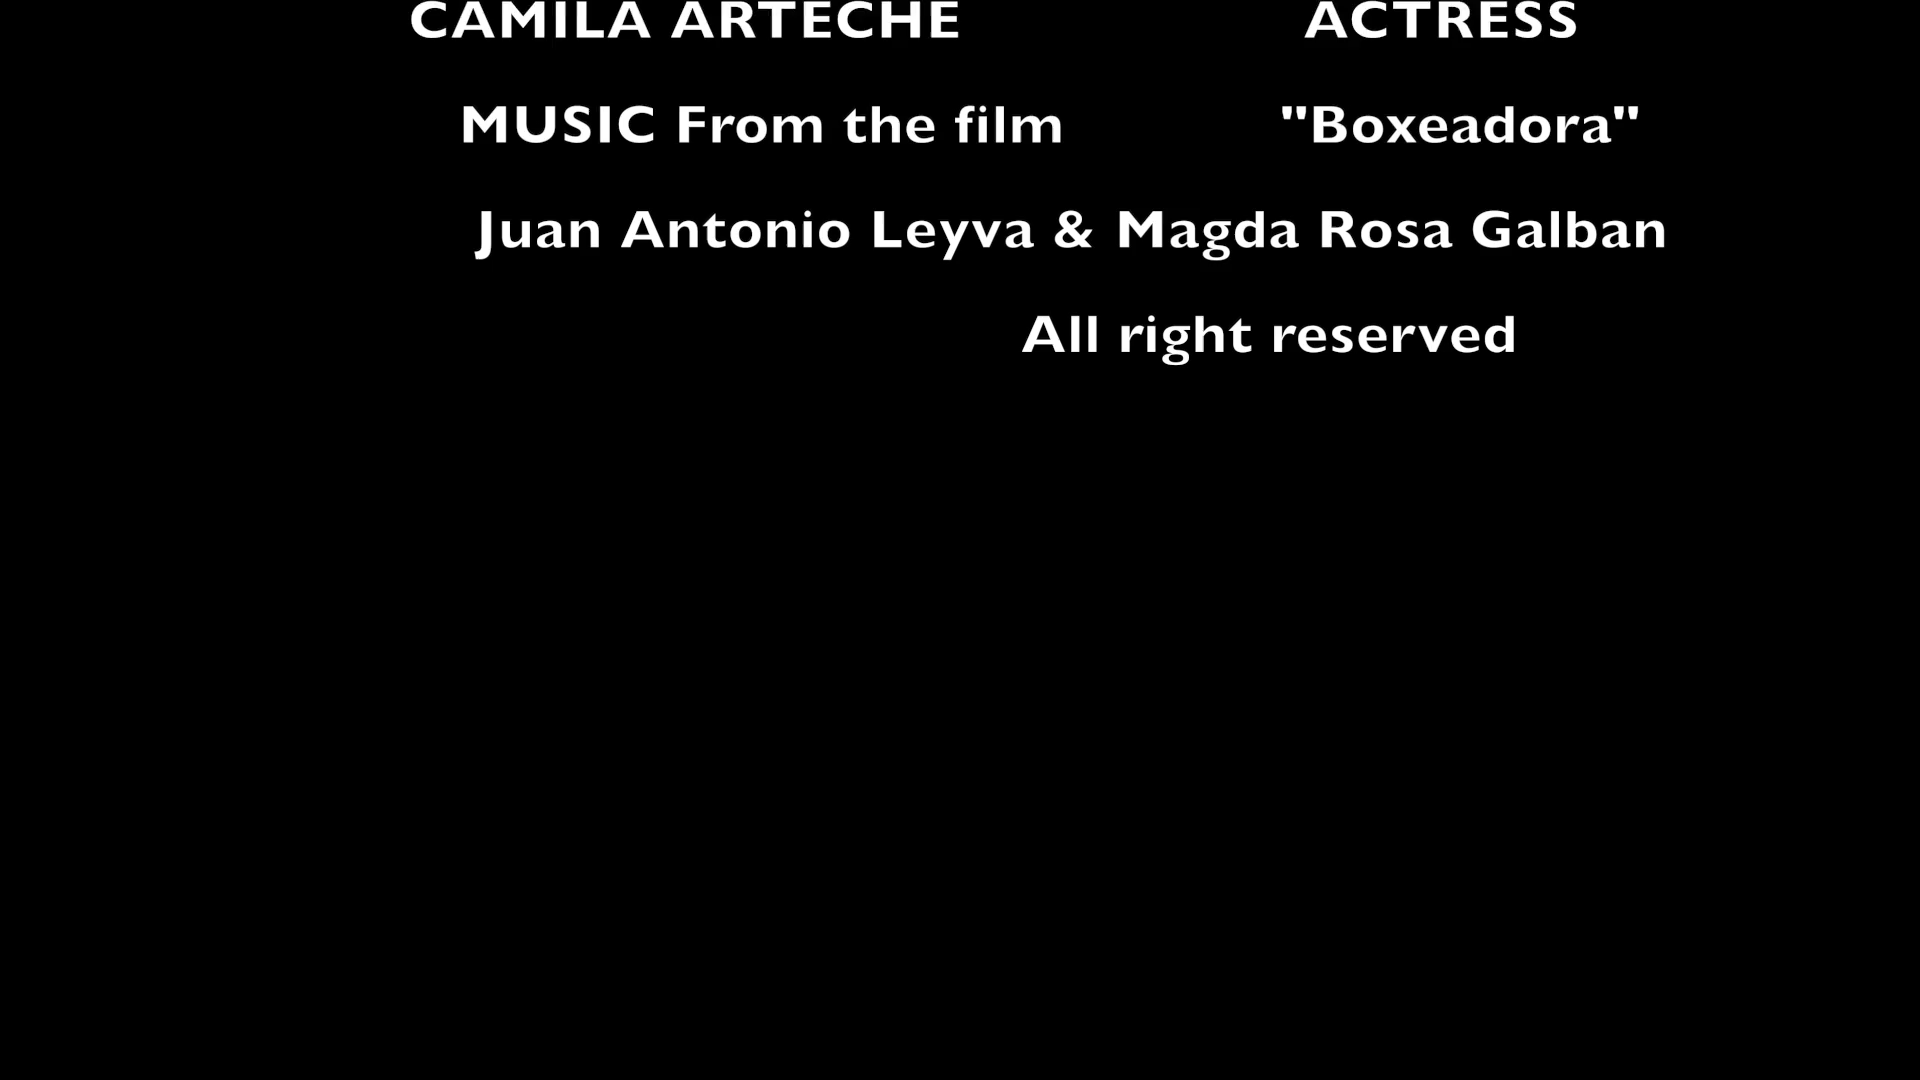 CAMILA ARTECHE ACTRESS
MUSIC From the film "Boxeadora"
Juan Antonio Leyva & Magda Rosa Galban
All right reserved